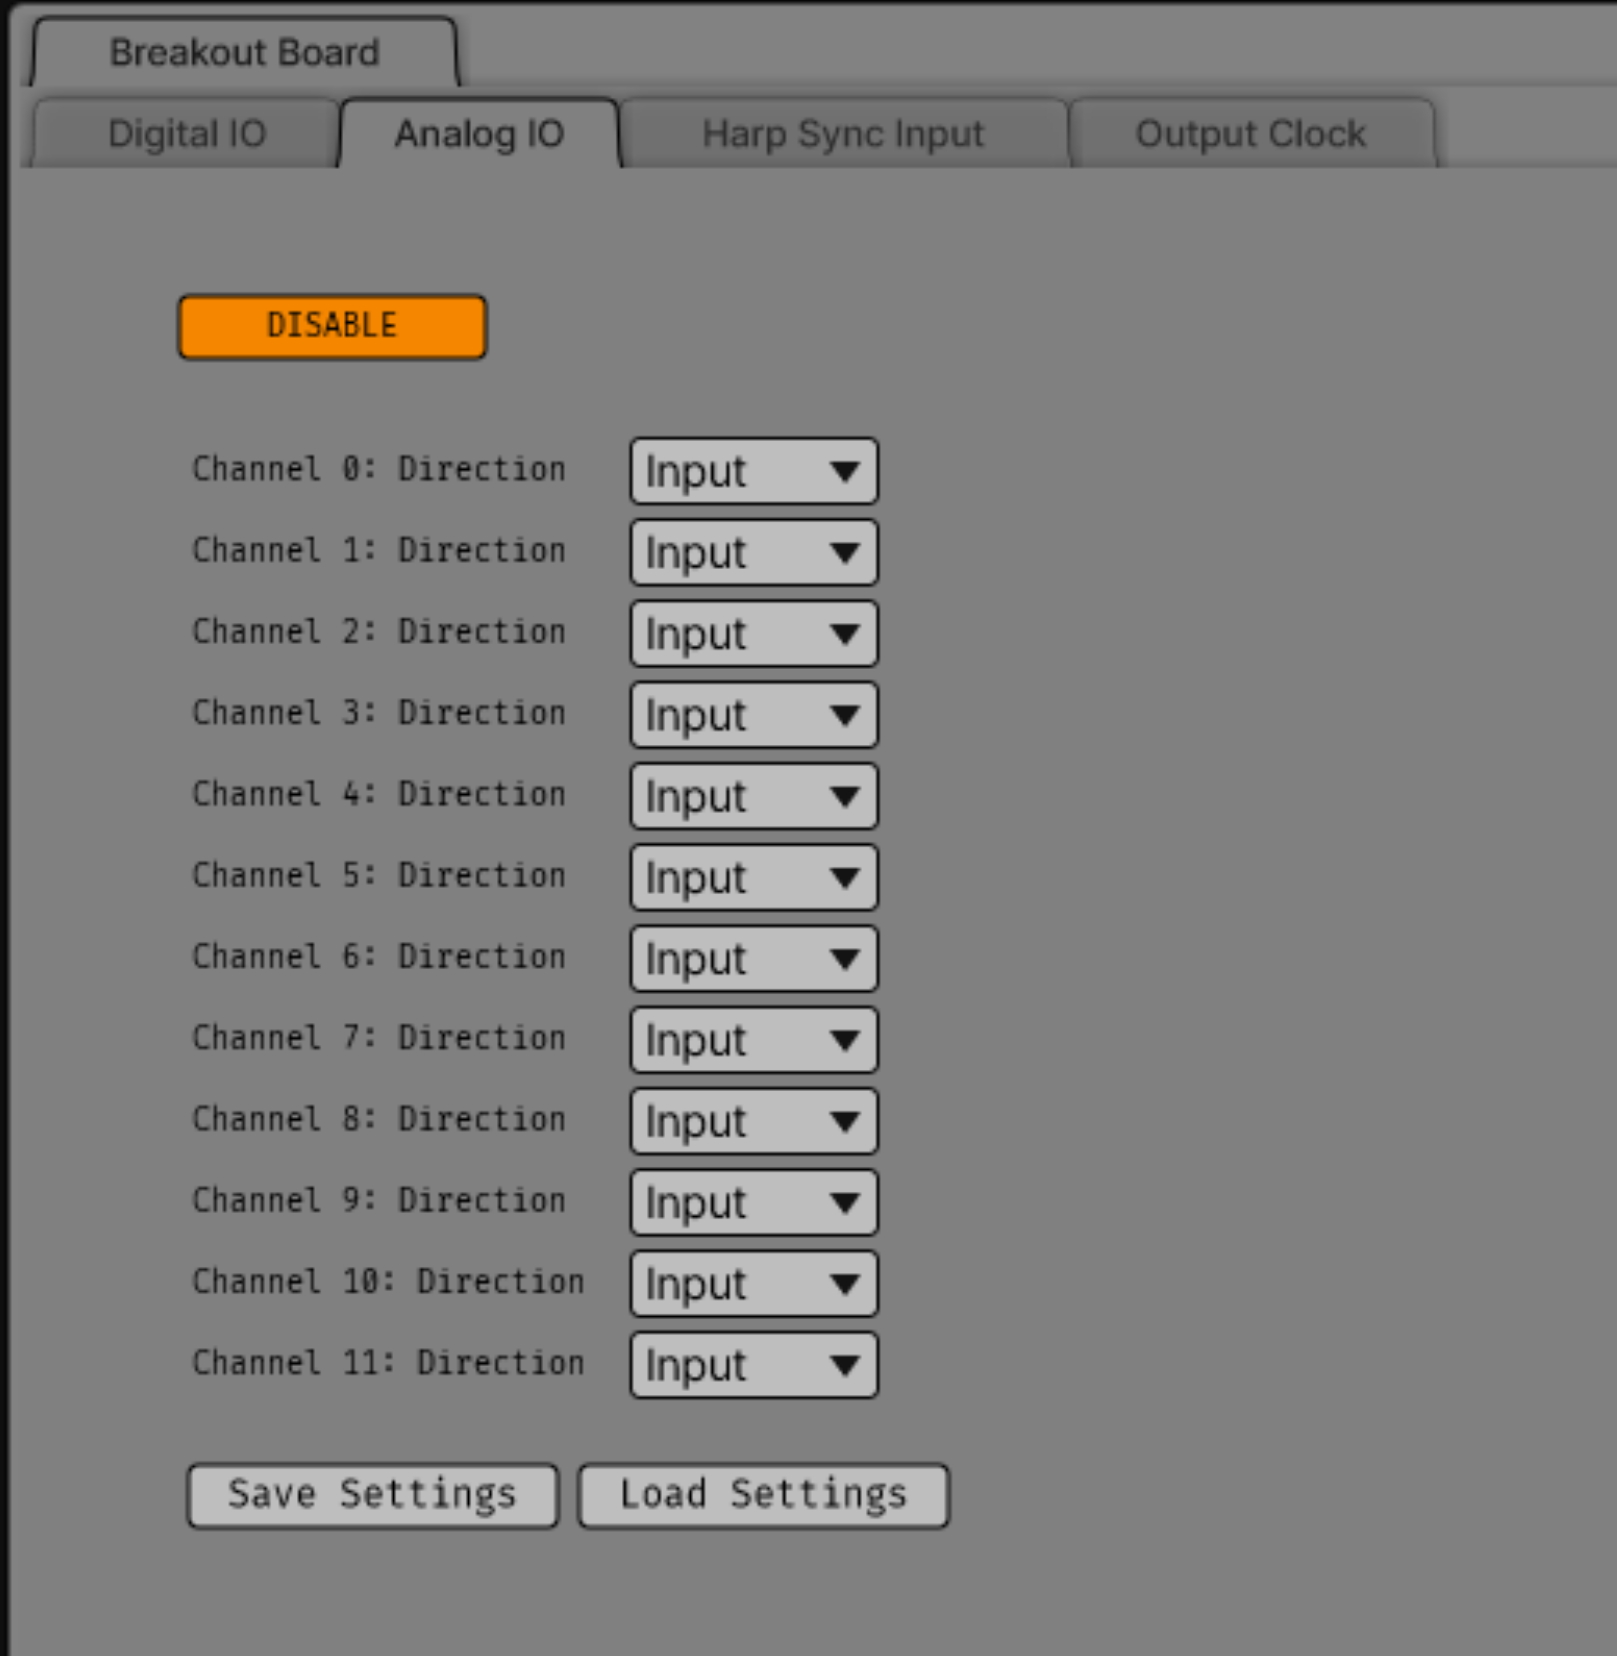 Breakout Board
Digital IO Analog IO Harp Sync Input Output Clock
DISABLE
Channel 0: Direction Input
Channel 1: Direction Input
Channel 2: Direction Input
Channel 3: Direction Input
Channel 4: Direction Input
Channel 5: Direction Input
Channel 6: Direction Input
Channel 7: Direction Input
Channel 8: Direction Input
Channel 9: Direction Input
Channel 10: Direction Input
Channel 11: Direction Input
Save Settings Load Settings